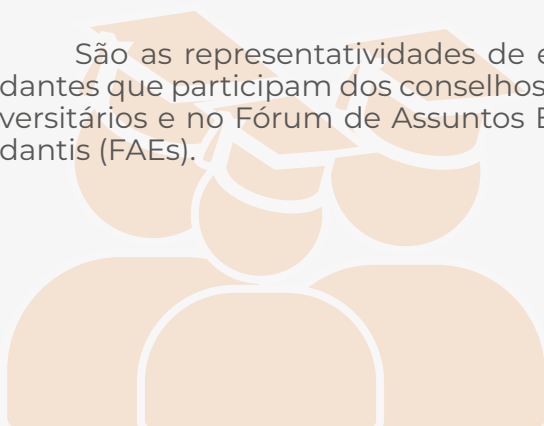 São as representatividades de e
dantes que participam dos conselhos
versitários e no Fórum de Assuntos E
dantis (FAEs).